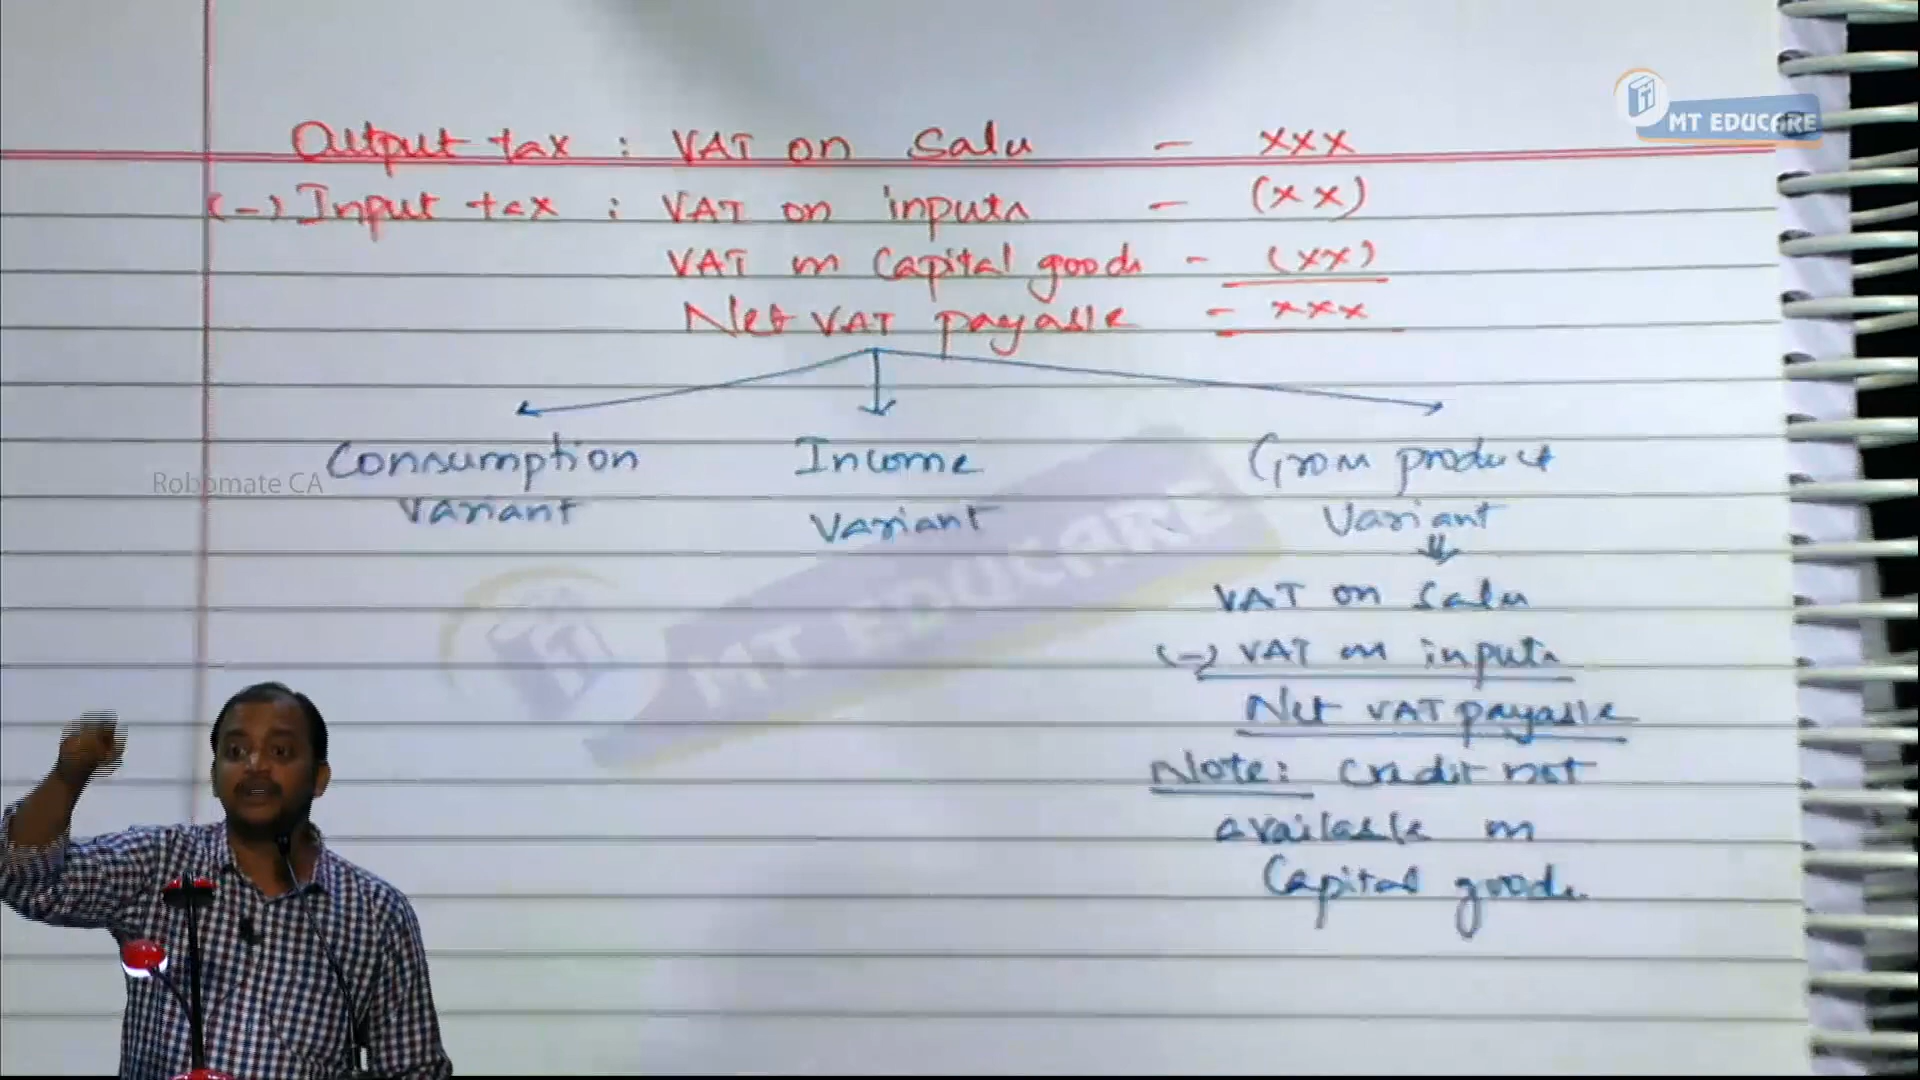 Output tax : VAT on Sales - xxx
(-) Input tax : VAT on inputs - (xx)
VAT on Capital goods - (xx)
Net VAT payable - xxx
Consumption Variant
Income Variant
Gross product Variant
VAT on Sales
(-) VAT on inputs
Net VAT payable
Note: Credit not
available on
Capital goods.
MT EDUCARE
Robomate CA
MT EDUCARE